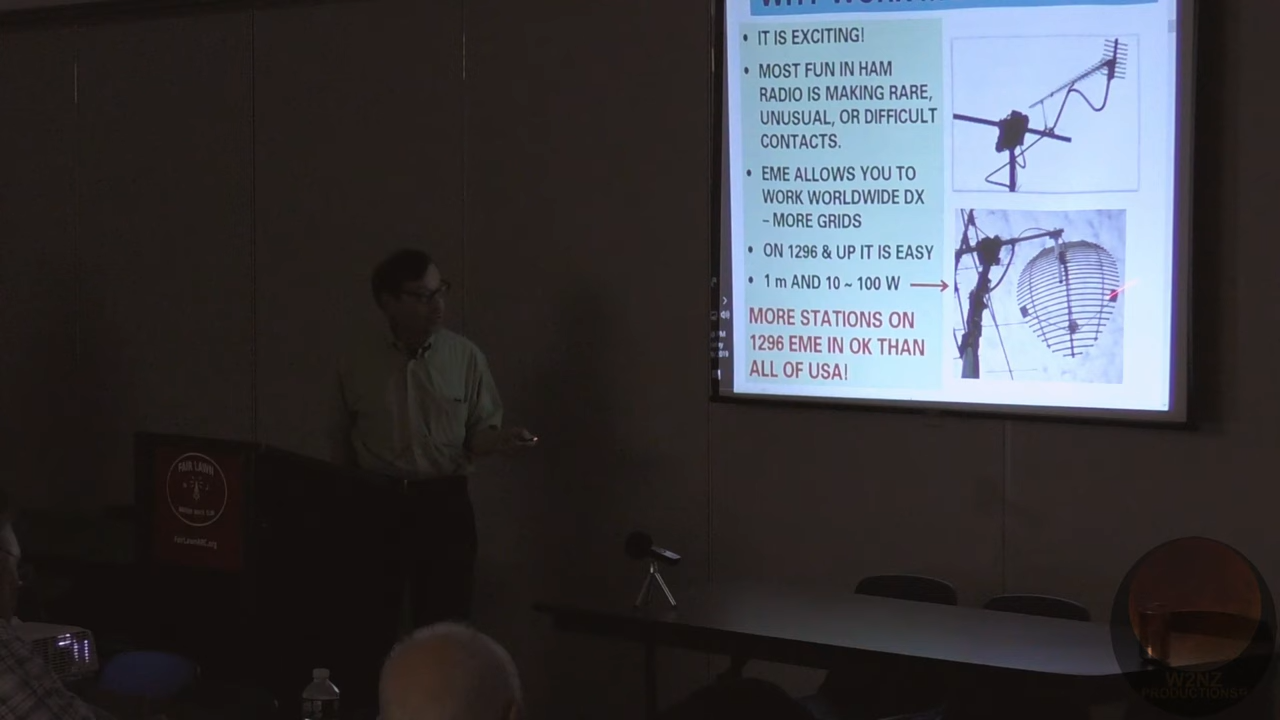 • IT IS EXCITING!
• MOST FUN IN HAM
RADIO IS MAKING RARE,
UNUSUAL, OR DIFFICULT
CONTACTS.
• EME ALLOWS YOU TO
WORK WORLDWIDE DX
– MORE GRIDS
• ON 1296 & UP IT IS EASY
• 1 m AND 10 ~ 100 W
MORE STATIONS ON
1296 EME IN OK THAN
ALL OF USA!
FAIR LAWN
FairLawnARC.org
W2NZ
PRODUCTIONS